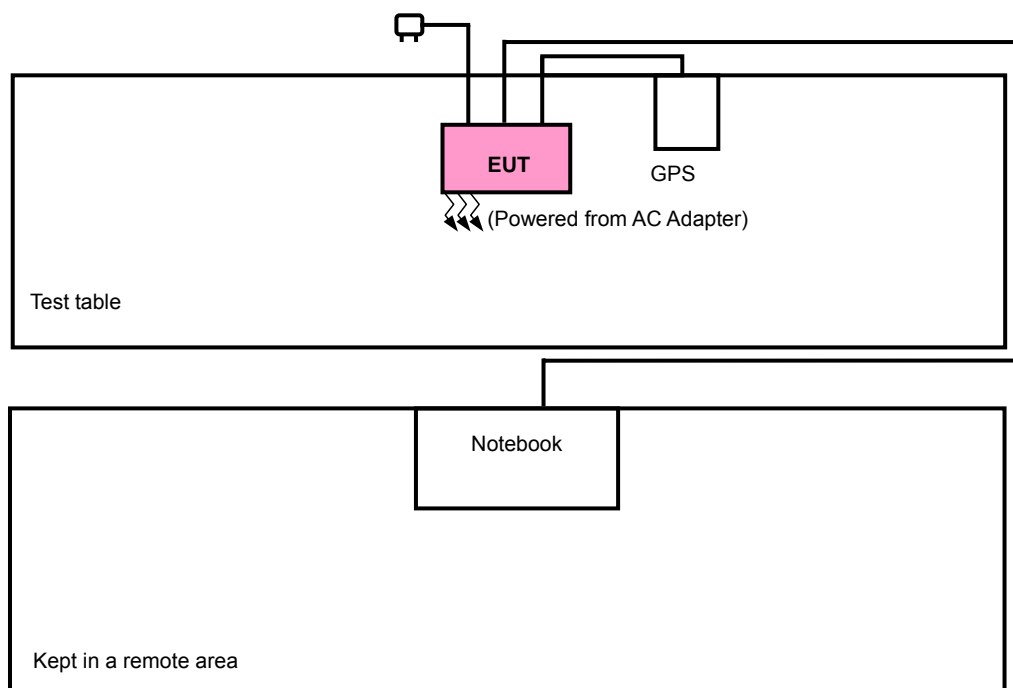 EUT
GPS
(Powered from AC Adapter)
Test table
Notebook
Kept in a remote area